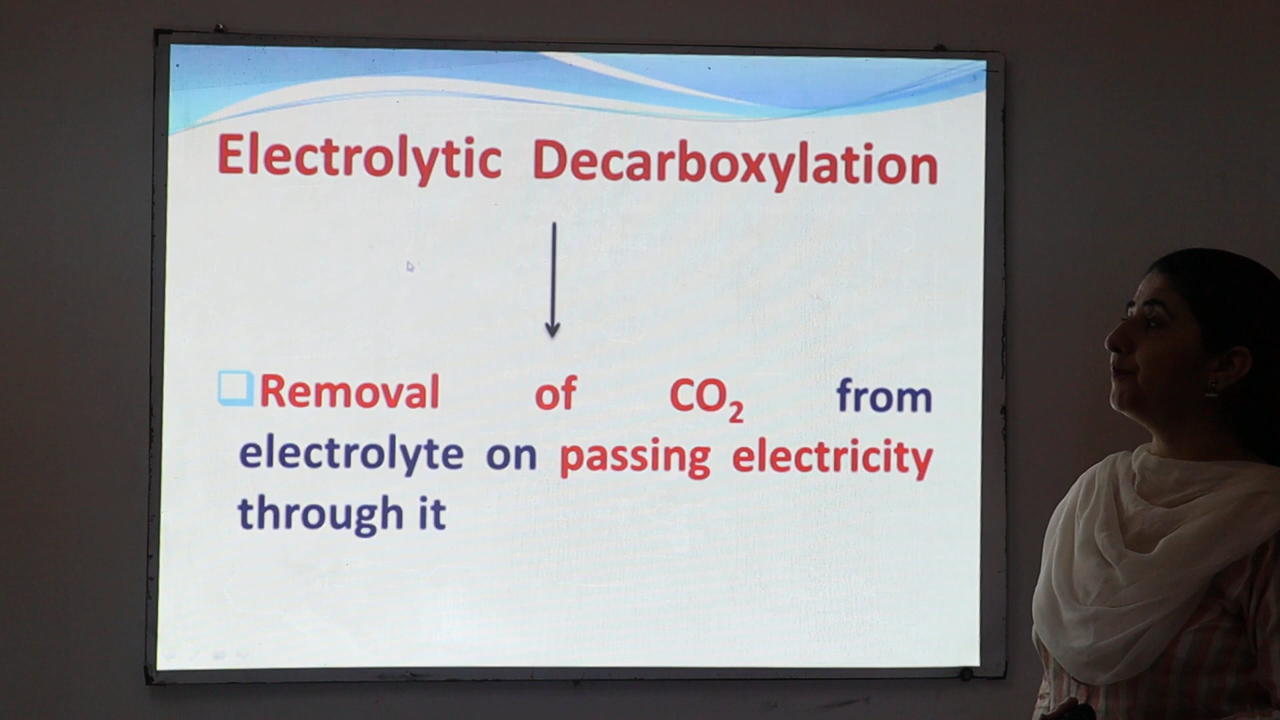 Electrolytic Decarboxylation
Removal of CO₂ from
electrolyte on passing electricity
through it